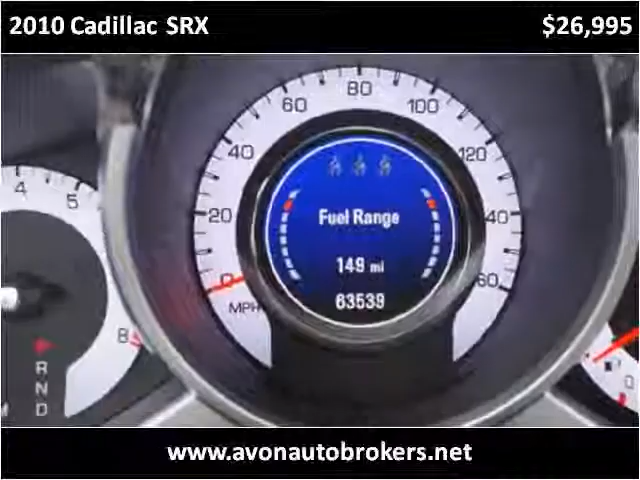 2010 Cadillac SRX
$26,995
80
60
100
40
120
4
5
Fuel Range
20
40
149 mi
0
60
63539
MPH
8
R
N
D
0
M
www.avonautobrokers.net